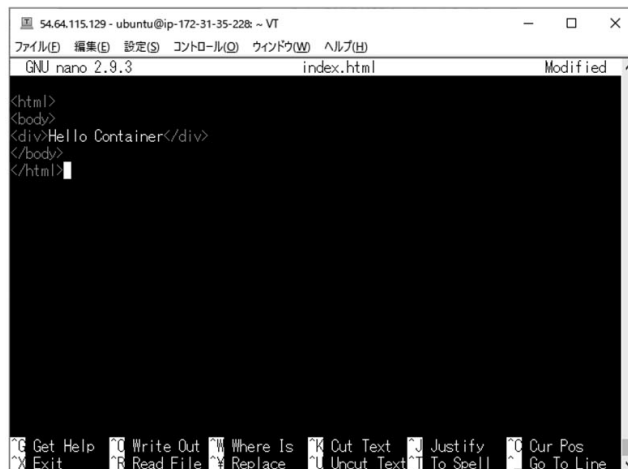 54.64.115.129 - ubuntu@ip-172-31-35-228: ~ VT
ファイル(F) 編集(E) 設定(S) コントロール(O) ウィンドウ(W) ヘルプ(H)
GNU nano 2.9.3 index.html Modified
<html>
<body>
<div>Hello Container</div>
</body>
</html>
^G Get Help ^O Write Out ^W Where Is ^K Cut Text ^J Justify ^C Cur Pos
^X Exit ^R Read File ^¥ Replace ^U Uncut Text ^T To Spell ^_ Go To Line